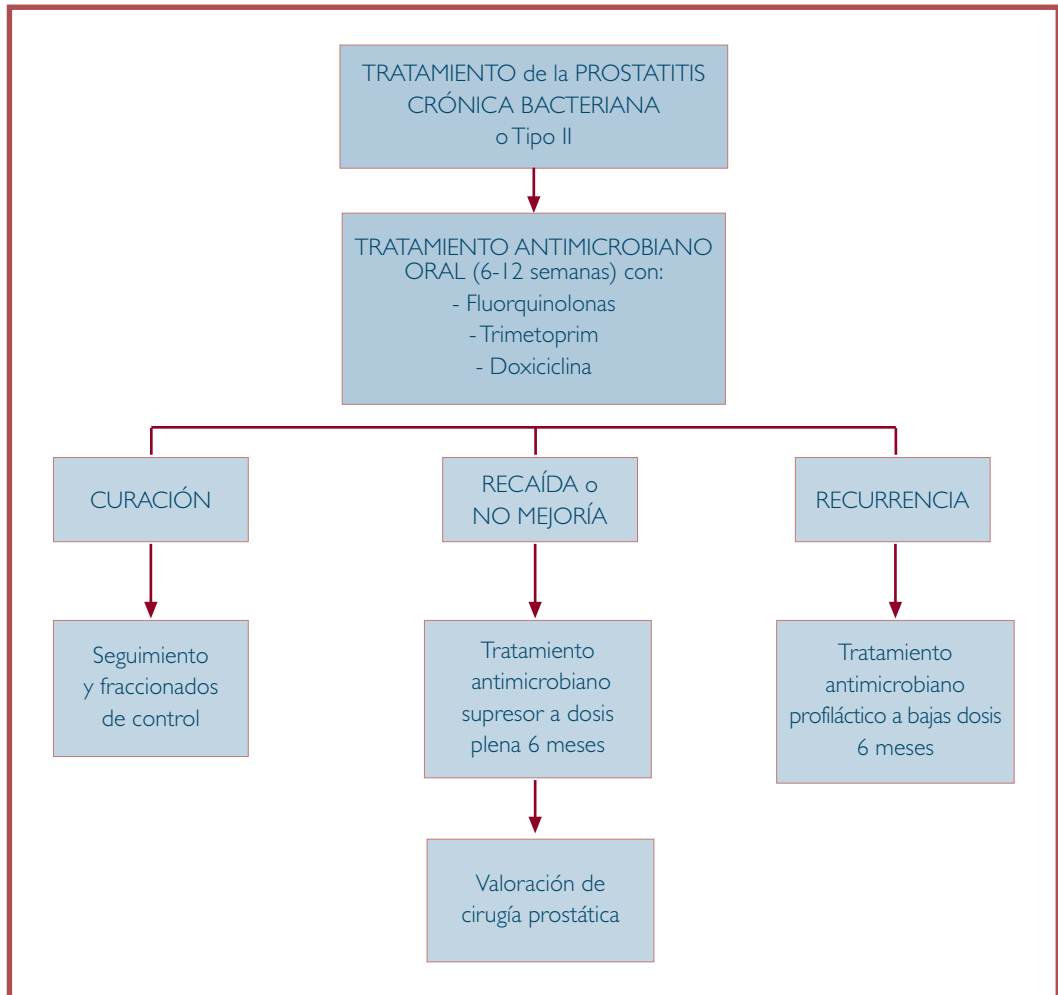 TRATAMIENTO de la PROSTATITIS
CRÓNICA BACTERIANA
o Tipo II
TRATAMIENTO ANTIMICROBIANO
ORAL (6-12 semanas) con:
- Fluorquinolonas
- Trimetoprim
- Doxiciclina
CURACIÓN
RECAÍDA o
NO MEJORÍA
RECURRENCIA
Seguimiento
y fraccionados
de control
Tratamiento
antimicrobiano
supresor a dosis
plena 6 meses
Tratamiento
antimicrobiano
profiláctico a bajas dosis
6 meses
Valoración de
cirugía prostática